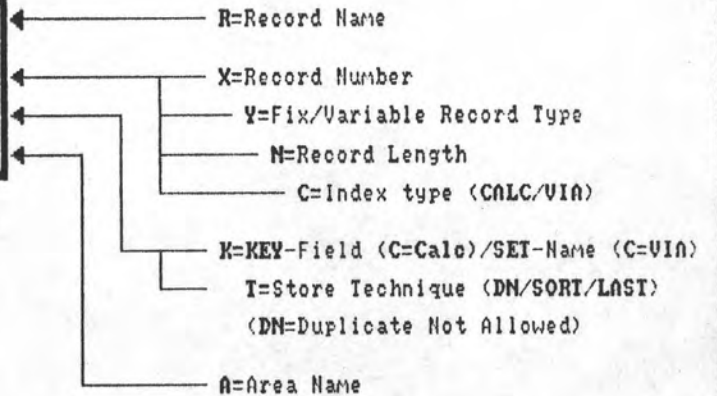 R=Record Name
X=Record Number
Y=Fix/Variable Record Type
N=Record Length
C=Index type (CALC/VIA)
K=KEY-Field (C=Calc)/SET-Name (C=VIA)
T=Store Technique (DN/SORT/LAST)
(DN=Duplicate Not Allowed)
A=Area Name